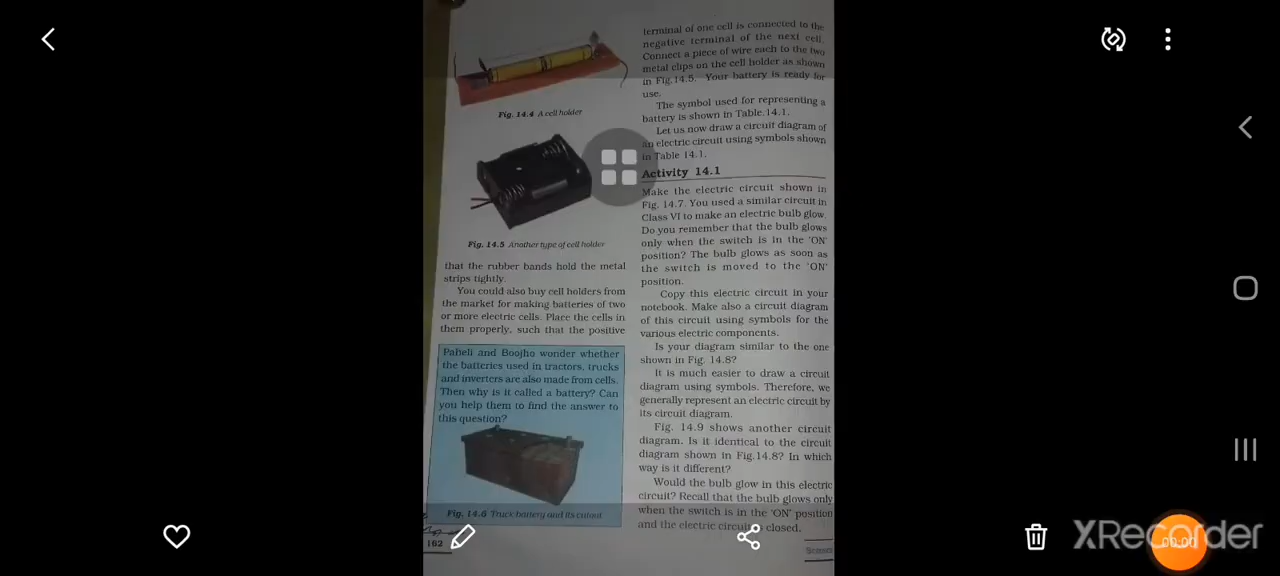 Fig. 14.4 A cell holder
Fig. 14.5 Another type of cell holder
that the rubber bands hold the metal
strips tightly.
You could also buy cell holders from
the market for making batteries of two
or more electric cells. Place the cells in
them properly, such that the positive
Paheli and Boojho wonder whether
the batteries used in tractors, trucks
and inverters are also made from cells.
Then why is it called a battery? Can
you help them to find the answer to
this question?
Fig. 14.6 Truck battery and its cutout
162
terminal of one cell is connected to the
negative terminal of the next cell.
Connect a piece of wire each to the two
metal clips on the cell holder as shown
in Fig.14.5. Your battery is ready for
use.
The symbol used for representing a
battery is shown in Table.14.1.
Let us now draw a circuit diagram of
an electric circuit using symbols shown
in Table 14.1.
Activity 14.1
Make the electric circuit shown in
Fig. 14.7. You used a similar circuit in
Class VI to make an electric bulb glow.
Do you remember that the bulb glows
only when the switch is in the 'ON'
position? The bulb glows as soon as
the switch is moved to the 'ON'
position.
Copy this electric circuit in your
notebook. Make also a circuit diagram
of this circuit using symbols for the
various electric components.
Is your diagram similar to the one
shown in Fig. 14.8?
It is much easier to draw a circuit
diagram using symbols. Therefore, we
generally represent an electric circuit by
its circuit diagram.
Fig. 14.9 shows another circuit
diagram. Is it identical to the circuit
diagram shown in Fig.14.8? In which
way is it different?
Would the bulb glow in this electric
circuit? Recall that the bulb glows only
when the switch is in the 'ON' position
and the electric circuit is closed.
XRecorder
00:00